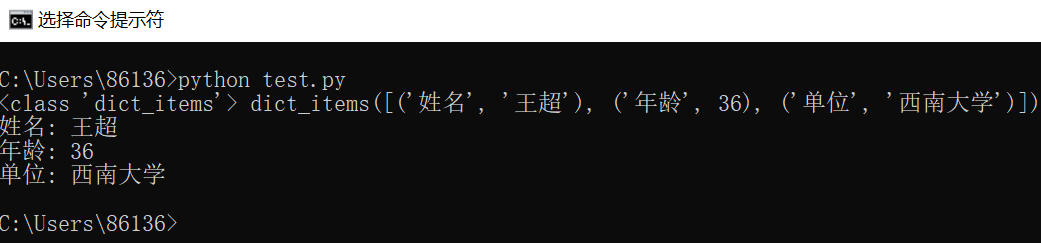 选择命令提示符
C:\Users\86136>python test.py
<class 'dict_items'> dict_items([('姓名', '王超'), ('年龄', 36), ('单位', '西南大学')])
姓名: 王超
年龄: 36
单位: 西南大学
C:\Users\86136>